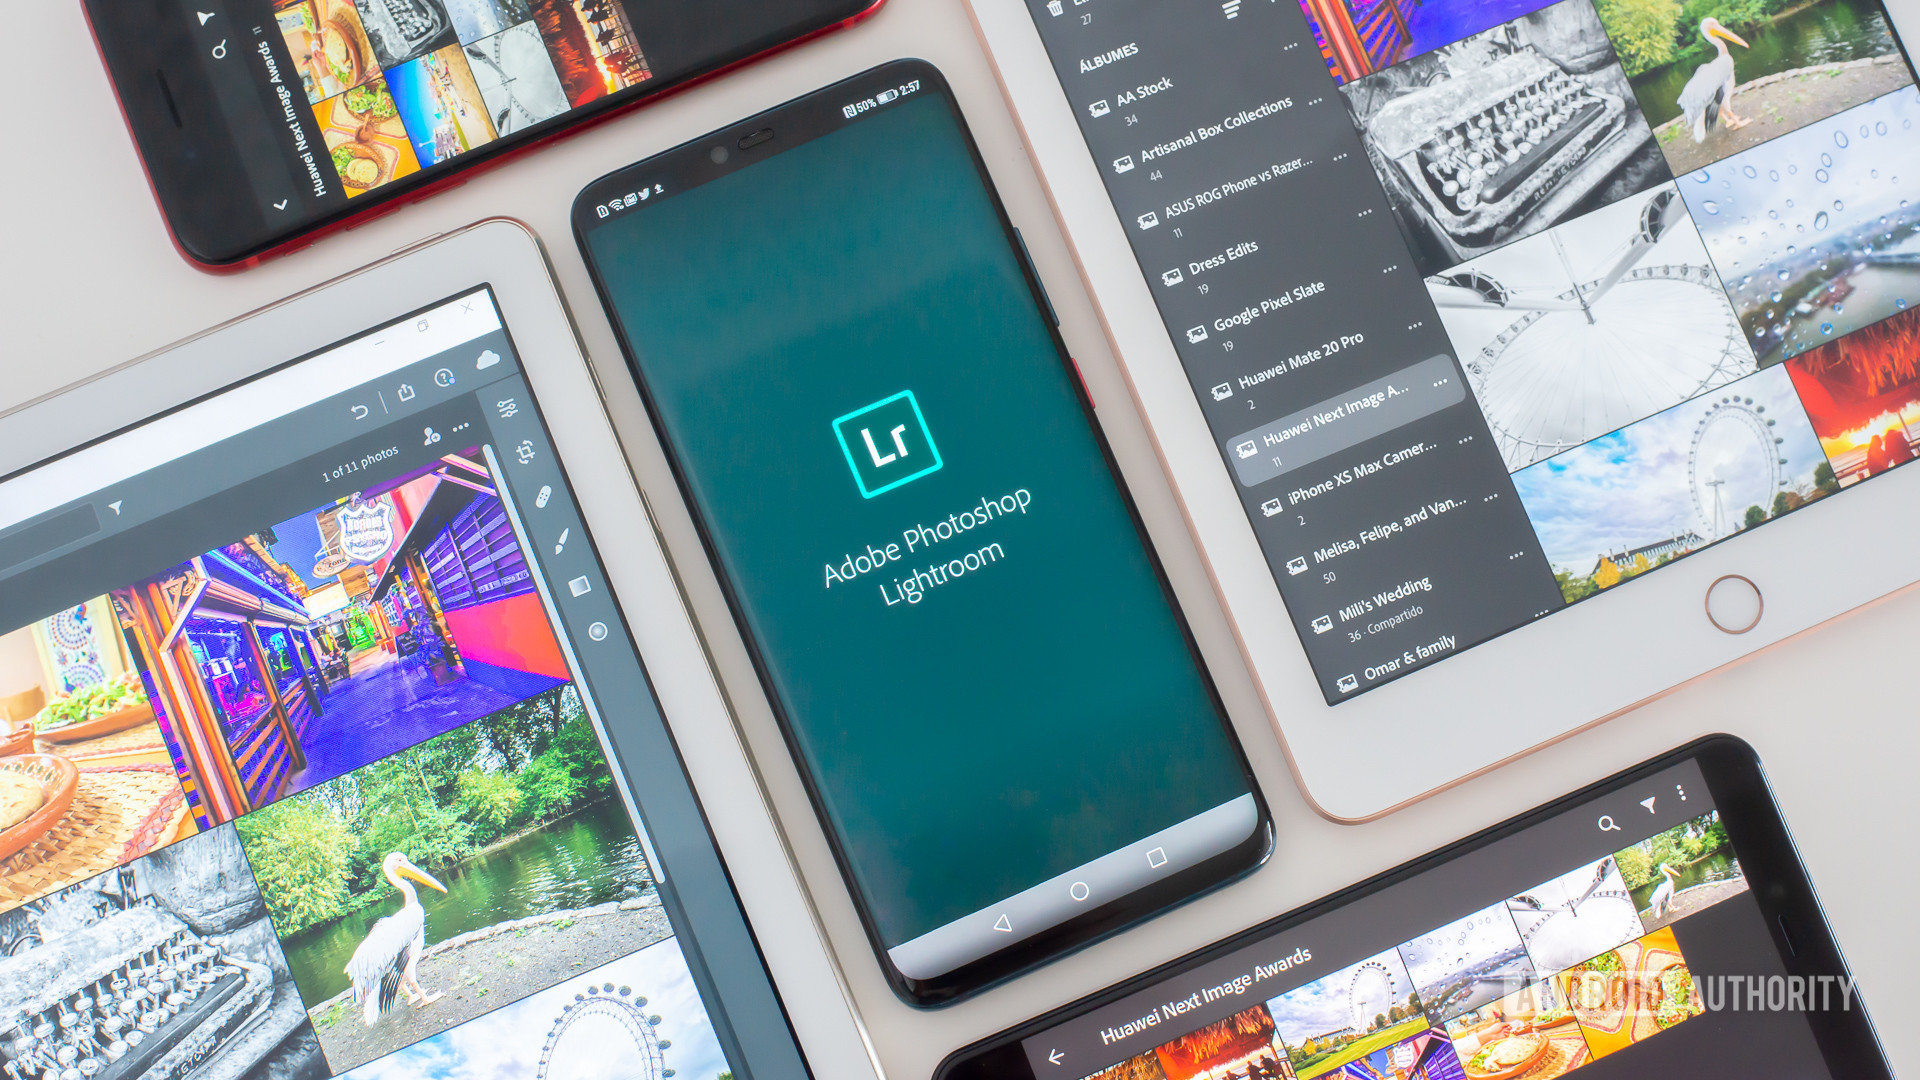 Huawei Next Image Awards 11
50% 2:57
Lr
Adobe Photoshop
Lightroom
1 of 11 photos
27
ÁLBUMES
AA Stock
34
Artisanal Box Collections
44
ASUS ROG Phone vs Razer...
11
Dress Edits
19
Google Pixel Slate
19
Huawei Mate 20 Pro
2
Huawei Next Image A...
11
iPhone XS Max Camer...
2
Melisa, Felipe, and Van...
50
Mili's Wedding
36 · Compartido
Omar & family
REMINGTON
Huawei Next Image Awards
ANDROID AUTHORITY